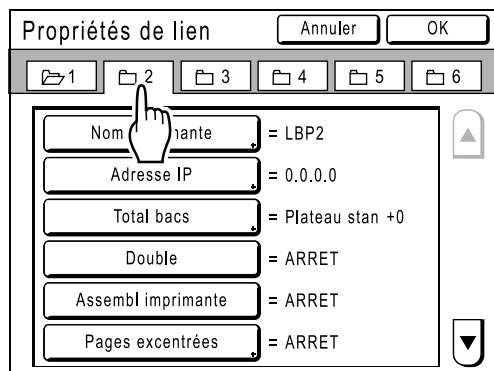 Propriétés de lien Annuler OK
1 2 3 4 5 6
Nom mante = LBP2
Adresse IP = 0.0.0.0
Total bacs = Plateau stan +0
Double = ARRET
Assembl imprimante = ARRET
Pages excentrées = ARRET